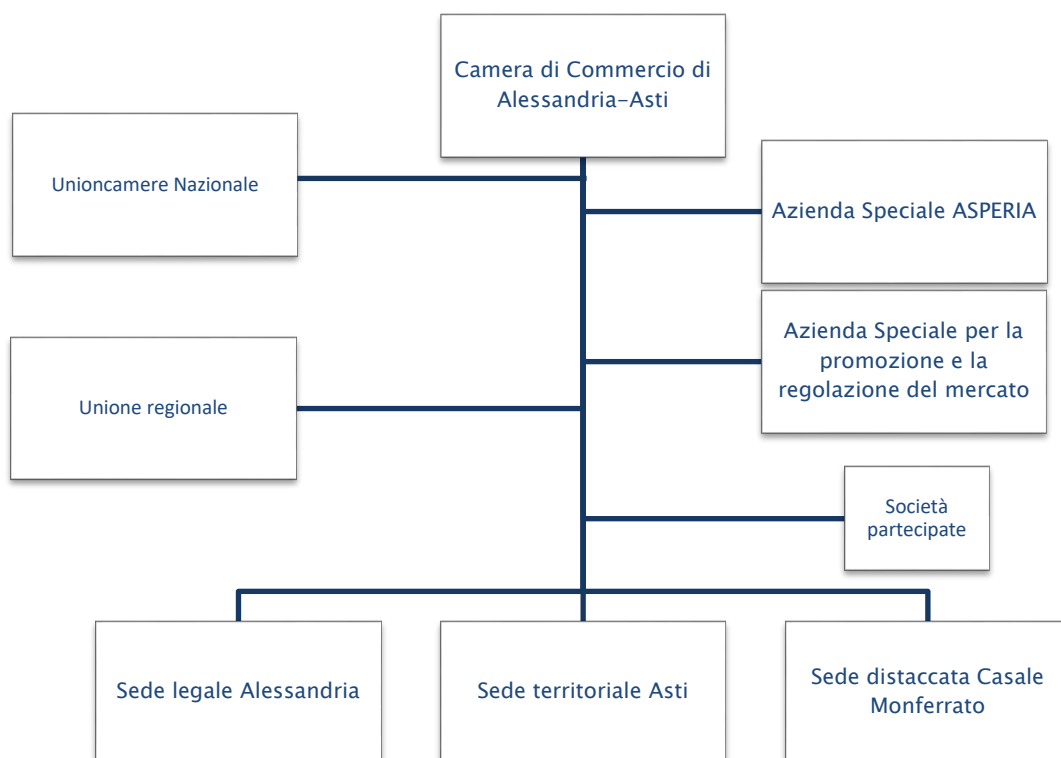 Camera di Commercio di
Alessandria-Asti
Unioncamere Nazionale
Azienda Speciale ASPERIA
Azienda Speciale per la
promozione e la
regolazione del mercato
Unione regionale
Società
partecipate
Sede legale Alessandria
Sede territoriale Asti
Sede distaccata Casale
Monferrato